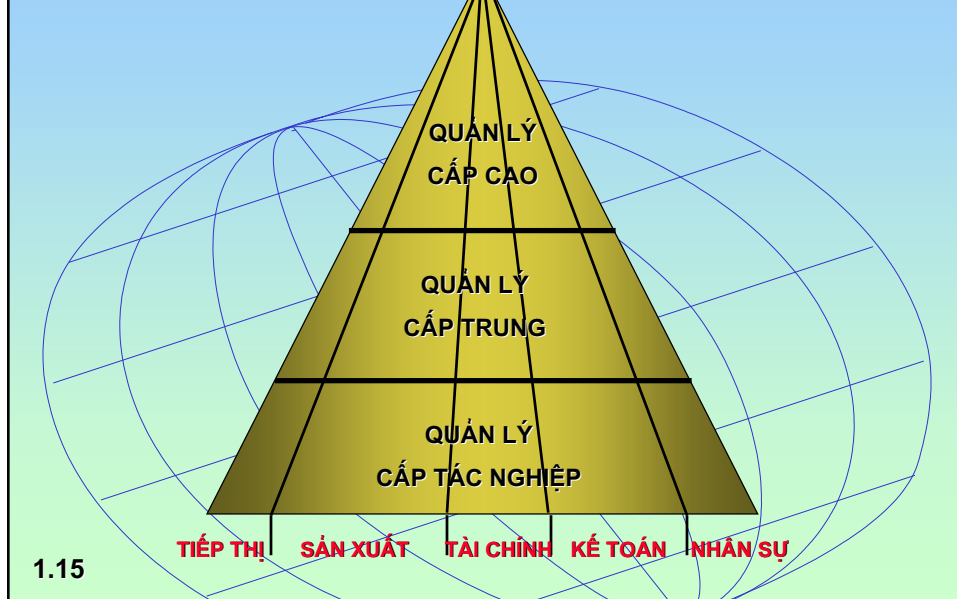 QUẢN LÝ
CẤP CAO
QUẢN LÝ
CẤP TRUNG
QUẢN LÝ
CẤP TÁC NGHIỆP
TIẾP THỊ SẢN XUẤT TÀI CHÍNH KẾ TOÁN NHÂN SỰ
1.15